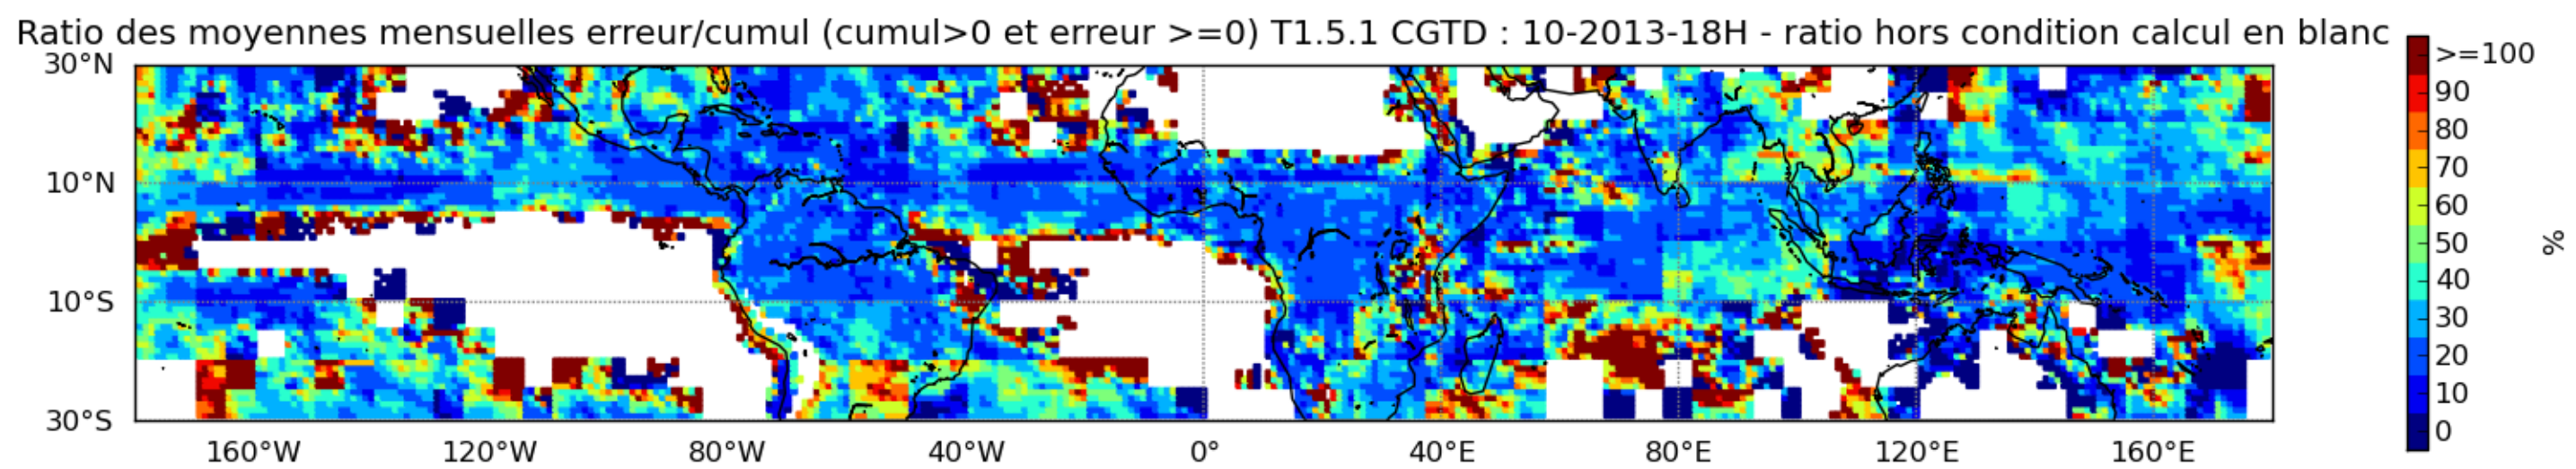 Ratio des moyennes mensuelles erreur/cumul (cumul>0 et erreur >=0) T1.5.1 CGTD : 10-2013-18H - ratio hors condition calcul en blanc
30°N
10°N
10°S
30°S
160°W 120°W 80°W 40°W 0° 40°E 80°E 120°E 160°E
>=100
90
80
70
60
50
40
30
20
10
0
%